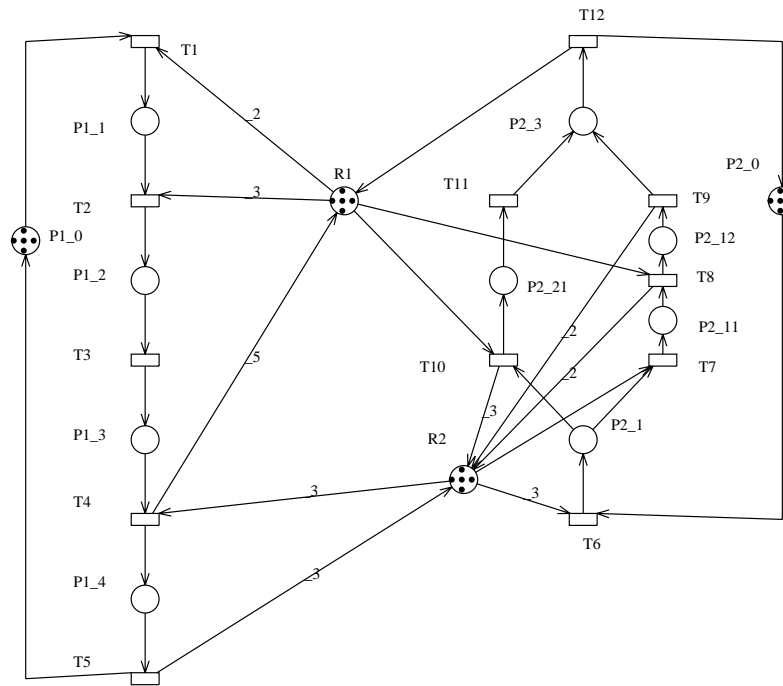 T12
T1
_2
P1_1
P2_3
P2_0
R1
T11
_3
T2
T9
P1_0
P2_12
T8
P1_2
P2_21
P2_11
_2
T3
_5
_2
T10
T7
_3
P2_1
P1_3
R2
_3
_3
T4
T6
_3
P1_4
T5